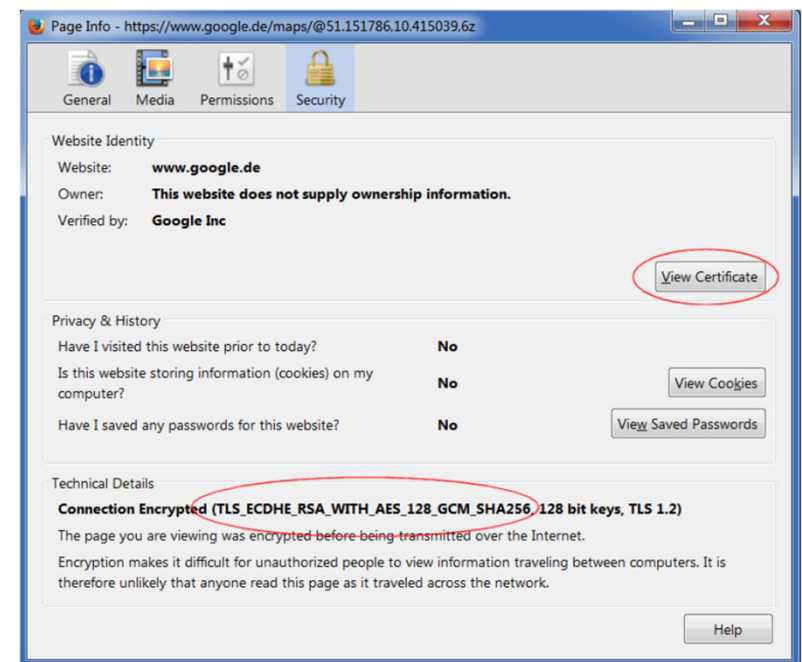 Page Info - https://www.google.de/maps/@51.151786,10.415039,6z
General Media Permissions Security
Website Identity
Website: www.google.de
Owner: This website does not supply ownership information.
Verified by: Google Inc
View Certificate
Privacy & History
Have I visited this website prior to today? No
Is this website storing information (cookies) on my
computer? No View Cookies
Have I saved any passwords for this website? No View Saved Passwords
Technical Details
Connection Encrypted (TLS_ECDHE_RSA_WITH_AES_128_GCM_SHA256, 128 bit keys, TLS 1.2)
The page you are viewing was encrypted before being transmitted over the Internet.
Encryption makes it difficult for unauthorized people to view information traveling between computers. It is
therefore unlikely that anyone read this page as it traveled across the network.
Help